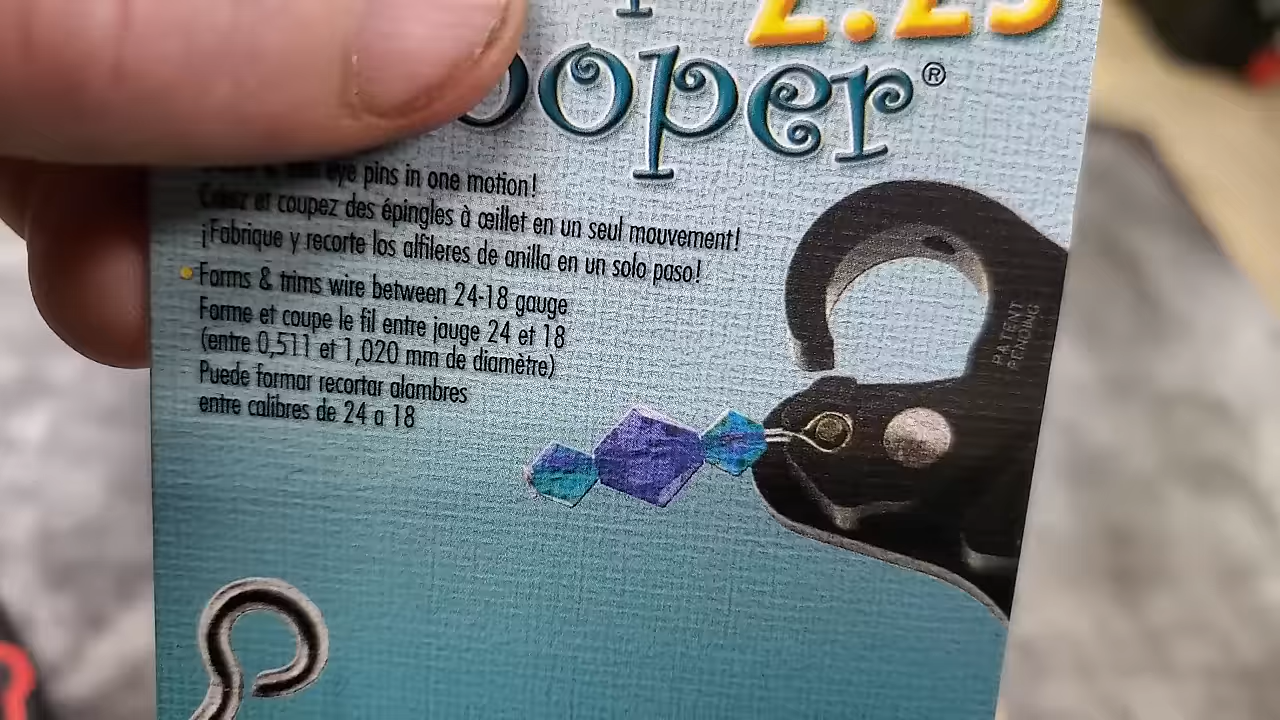 2.25
ooper®
eye pins in one motion!
Créez et coupez des épingles à œillet en un seul mouvement!
¡Fabrique y recorte los alfileres de anilla en un solo paso!
• Forms & trims wire between 24-18 gauge
Forme et coupe le fil entre jauge 24 et 18
(entre 0,511 et 1,020 mm de diamètre)
Puede formar recortar alambres
entre calibres de 24 a 18
PATENT
PENDING